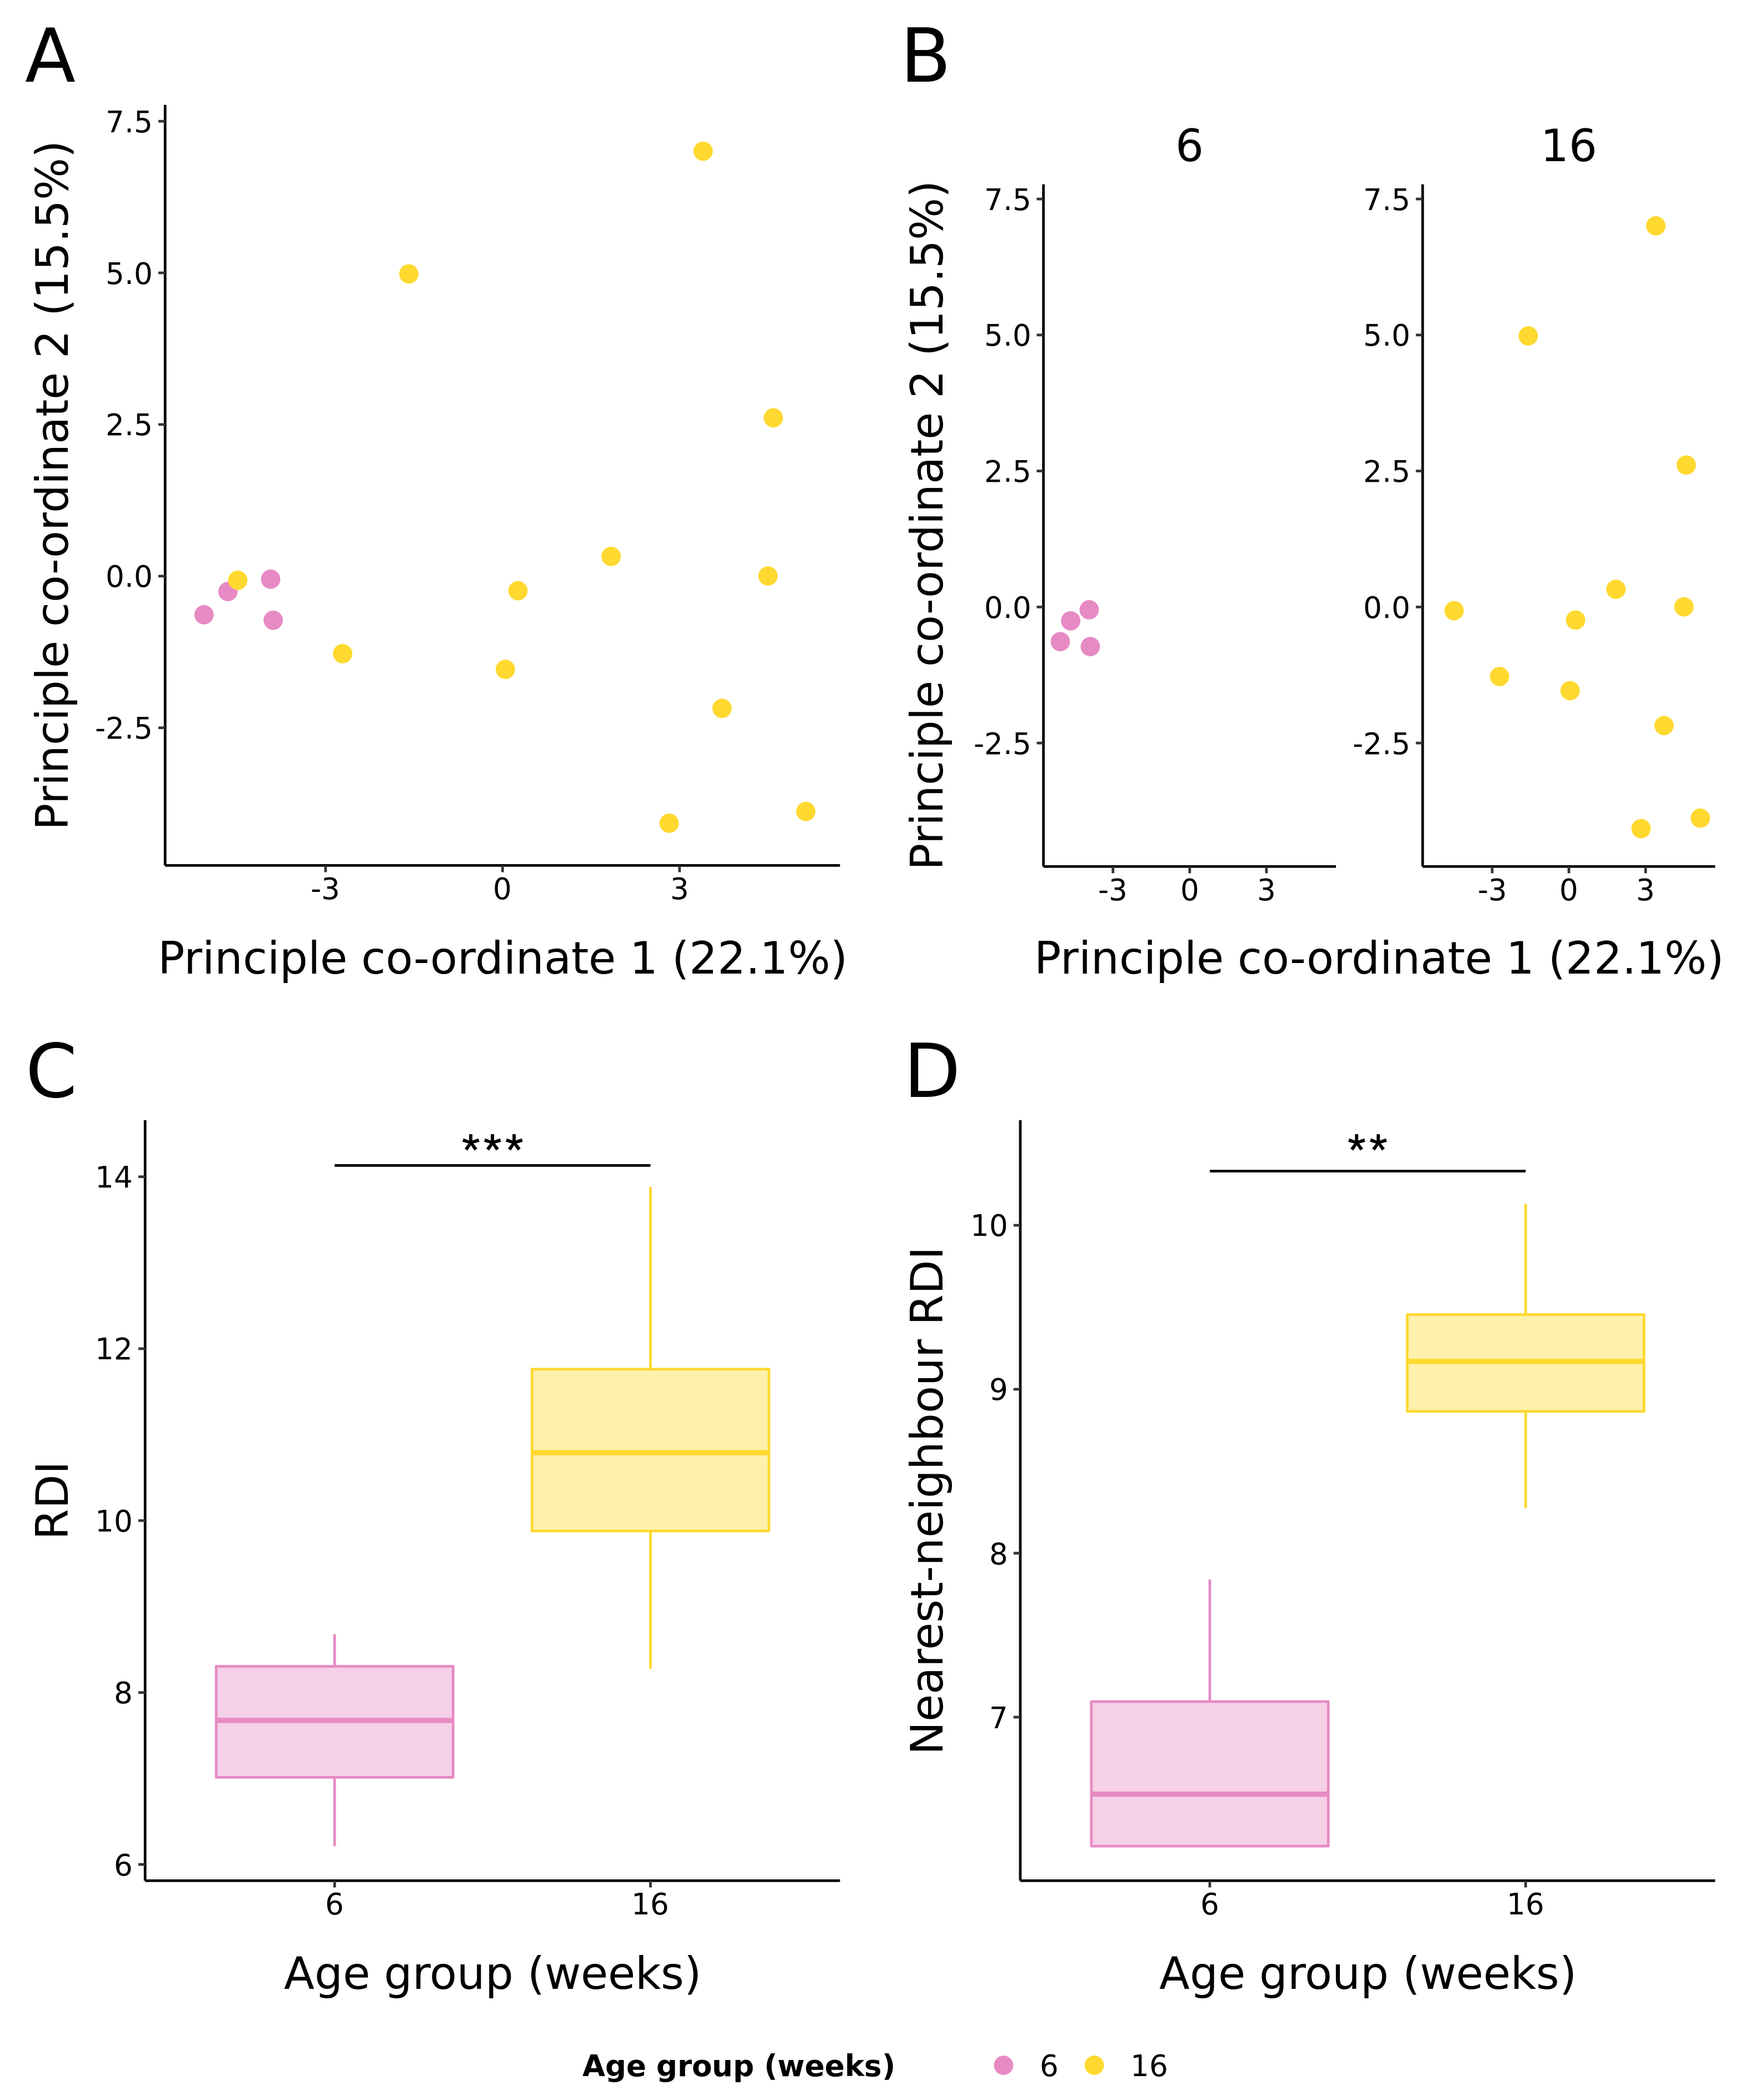 A
Principle co-ordinate 2 (15.5%)
7.5
5.0
2.5
0.0
-2.5
-3 0 3
Principle co-ordinate 1 (22.1%)
B
6 16
Principle co-ordinate 2 (15.5%)
7.5
5.0
2.5
0.0
-2.5
-3 0 3
7.5
5.0
2.5
0.0
-2.5
-3 0 3
Principle co-ordinate 1 (22.1%)
C
***
RDI
14
12
10
8
6
6 16
Age group (weeks)
D
**
Nearest-neighbour RDI
10
9
8
7
6 16
Age group (weeks)
Age group (weeks) 6 16